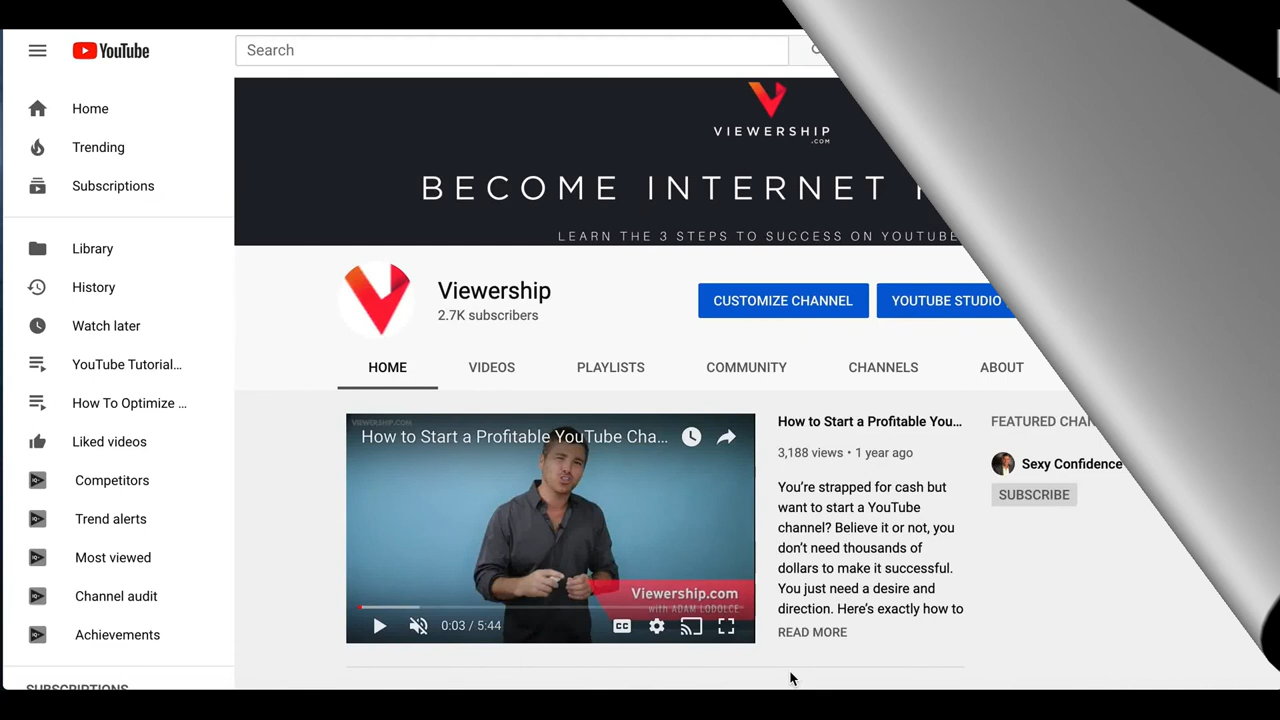 YouTube
Search
Home
Trending
Subscriptions
Library
History
Watch later
YouTube Tutorial...
How To Optimize ...
Liked videos
Competitors
Trend alerts
Most viewed
Channel audit
Achievements
SUBSCRIPTIONS
VIEWERSHIP
.COM
BECOME INTERNET
LEARN THE 3 STEPS TO SUCCESS ON YOUTUBE
Viewership
2.7K subscribers
CUSTOMIZE CHANNEL
YOUTUBE STUDIO
HOME
VIDEOS
PLAYLISTS
COMMUNITY
CHANNELS
ABOUT
VIEWERSHIP.COM
How to Start a Profitable YouTube Cha...
Viewership.com
with ADAM LODOLCE
0:03 / 5:44
CC
How to Start a Profitable You...
3,188 views • 1 year ago
You're strapped for cash but
want to start a YouTube
channel? Believe it or not, you
don't need thousands of
dollars to make it successful.
You just need a desire and
direction. Here's exactly how to
READ MORE
FEATURED CHAN
Sexy Confidence
SUBSCRIBE